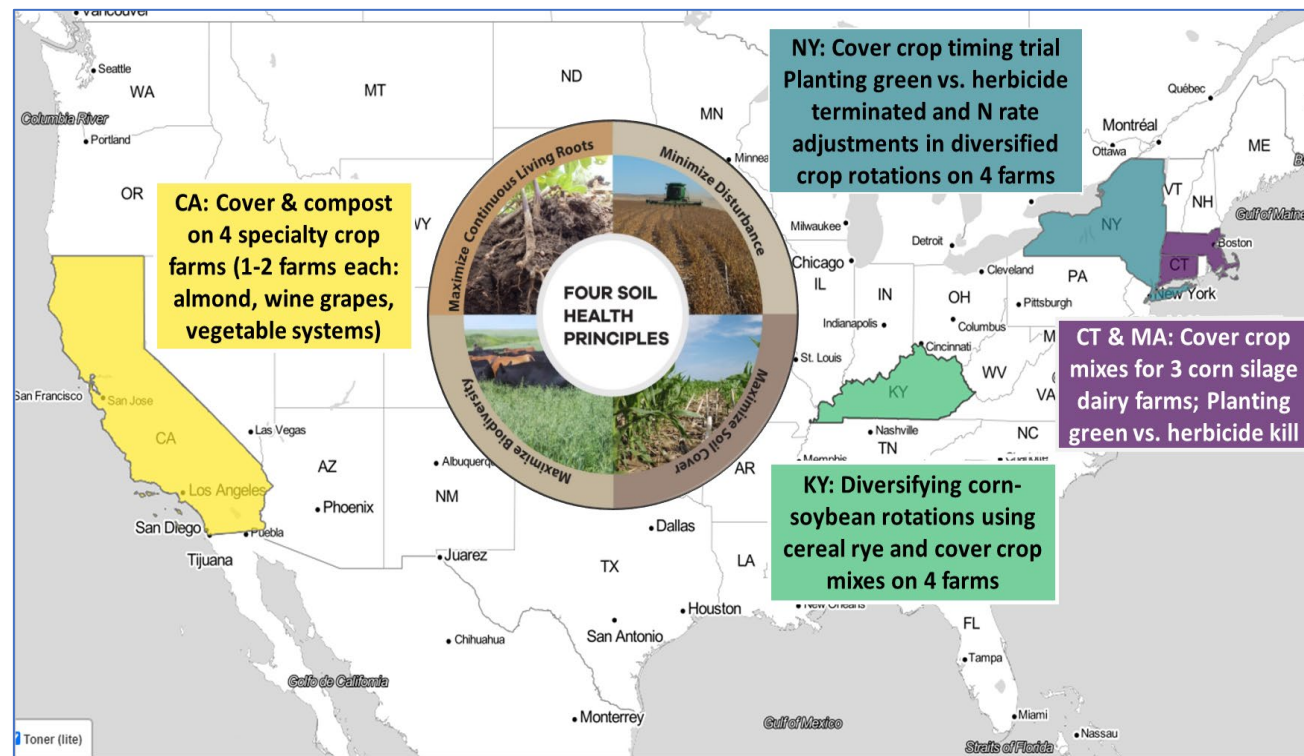 Vancouver
Seattle
WA
Columbia River
Portland
OR
MT
ND
MN
WY
CA: Cover & compost
on 4 specialty crop
farms (1-2 farms each:
almond, wine grapes,
vegetable systems)
San Francisco
San Jose
CA
Las Vegas
Los Angeles
San Diego
Puebla
Tijuana
AZ
Phoenix
NM
Juarez
Chihuahua
Golfo de California
Monterrey
Maximize Continuous Living Roots
Minimize Disturbance
FOUR SOIL
HEALTH
PRINCIPLES
Maximize Biodiversity
Maximize Soil Cover
NY: Cover crop timing trial
Planting green vs. herbicide
terminated and N rate
adjustments in diversified
crop rotations on 4 farms
Québec
Montréal
Ottawa
ME
VT
NH
Gulf of Maine
NY
Boston
CT
New York
Milwaukee
Detroit
Chicago
Cleveland
IL
IN
OH
PA
Pittsburgh
Indianapolis
Columbus
Cincinnati
St. Louis
WV
VA
KY
CT & MA: Cover crop
mixes for 3 corn silage
dairy farms; Planting
green vs. herbicide kill
Nashville
TN
NC
Memphis
AR
KY: Diversifying corn-
soybean rotations using
cereal rye and cover crop
mixes on 4 farms
Dallas
TX
LA
Houston
San Antonio
New Orleans
FL
Tampa
Miami
Nassau
Gulf of Mexico
Straits of Florida
Toner (lite)